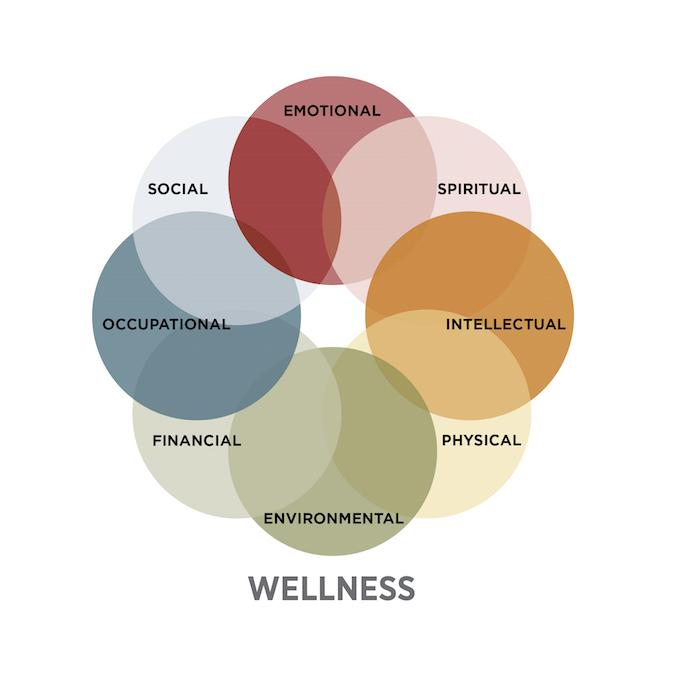 EMOTIONAL
SOCIAL
SPIRITUAL
OCCUPATIONAL
INTELLECTUAL
FINANCIAL
PHYSICAL
ENVIRONMENTAL
WELLNESS